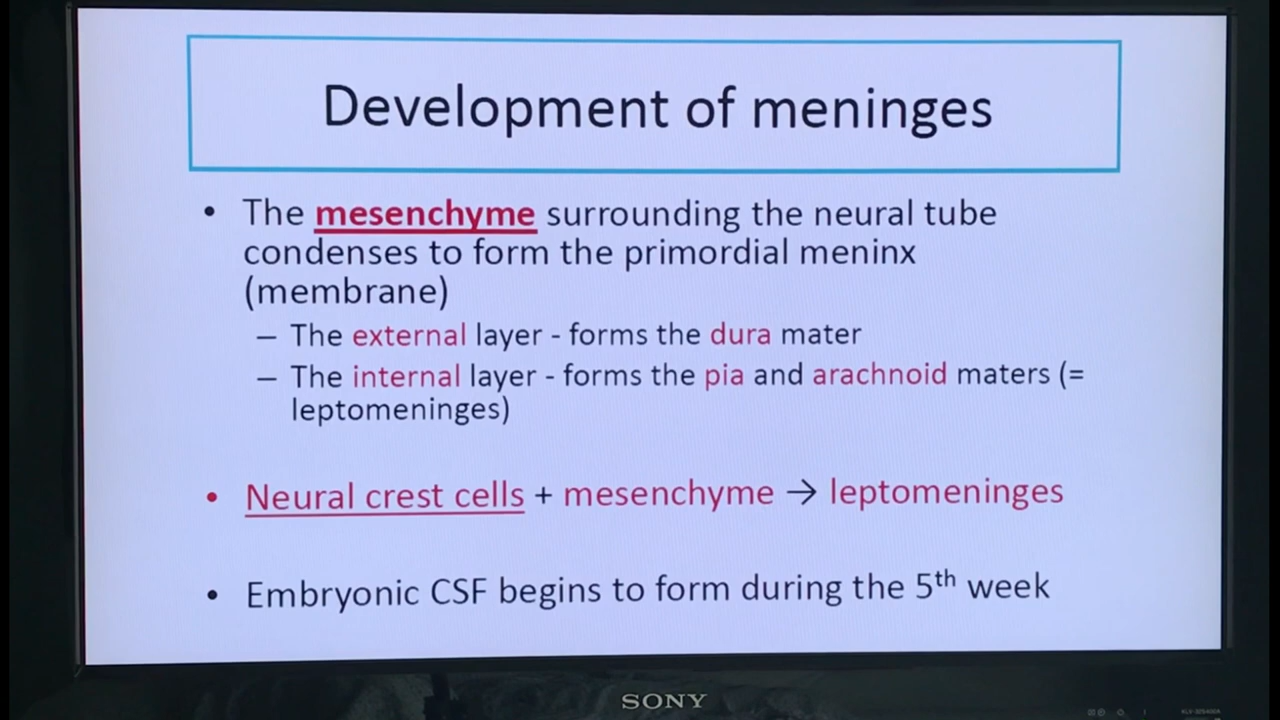 Development of meninges
• The mesenchyme surrounding the neural tube
condenses to form the primordial meninx
(membrane)
– The external layer - forms the dura mater
– The internal layer - forms the pia and arachnoid maters (=
leptomeninges)
• Neural crest cells + mesenchyme → leptomeninges
• Embryonic CSF begins to form during the 5th week
SONY